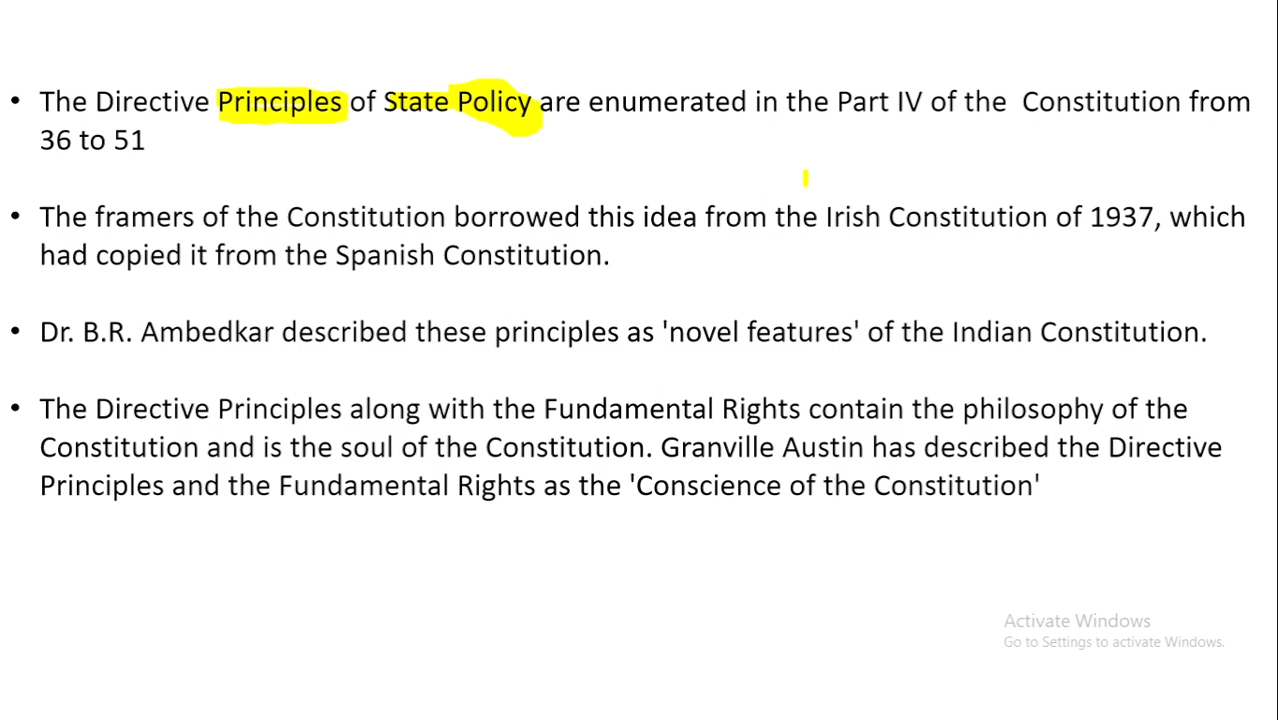 • The Directive Principles of State Policy are enumerated in the Part IV of the Constitution from
36 to 51
• The framers of the Constitution borrowed this idea from the Irish Constitution of 1937, which
had copied it from the Spanish Constitution.
• Dr. B.R. Ambedkar described these principles as 'novel features' of the Indian Constitution.
• The Directive Principles along with the Fundamental Rights contain the philosophy of the
Constitution and is the soul of the Constitution. Granville Austin has described the Directive
Principles and the Fundamental Rights as the 'Conscience of the Constitution'
Activate Windows
Go to Settings to activate Windows.